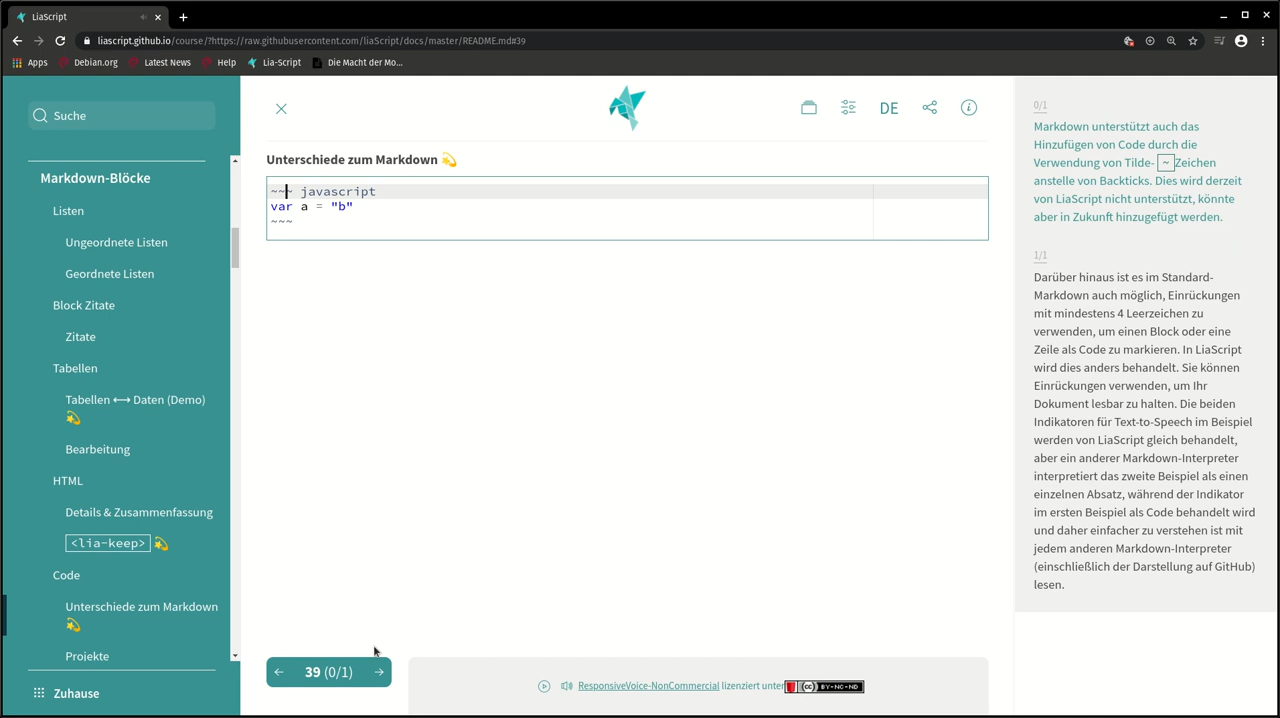 LiaScript
liascript.github.io/course/?https://raw.githubusercontent.com/liaScript/docs/master/README.md#39
Apps
Debian.org
Latest News
Help
Lia-Script
Die Macht der Mo...
Suche
Markdown-Blöcke
Listen
Ungeordnete Listen
Geordnete Listen
Block Zitate
Zitate
Tabellen
Tabellen ⟷ Daten (Demo)
💫
Bearbeitung
HTML
Details & Zusammenfassung
<lia-keep> 💫
Code
Unterschiede zum Markdown
💫
Projekte
Zuhause
DE
Unterschiede zum Markdown 💫
~~~ javascript
var a = "b"
~~~
39 (0/1)
ResponsiveVoice-NonCommercial lizenziert unter
cc BY-NC-ND
0/1
Markdown unterstützt auch das
Hinzufügen von Code durch die
Verwendung von Tilde- ~ Zeichen
anstelle von Backticks. Dies wird derzeit
von LiaScript nicht unterstützt, könnte
aber in Zukunft hinzugefügt werden.
1/1
Darüber hinaus ist es im Standard-
Markdown auch möglich, Einrückungen
mit mindestens 4 Leerzeichen zu
verwenden, um einen Block oder eine
Zeile als Code zu markieren. In LiaScript
wird dies anders behandelt. Sie können
Einrückungen verwenden, um Ihr
Dokument lesbar zu halten. Die beiden
Indikatoren für Text-to-Speech im Beispiel
werden von LiaScript gleich behandelt,
aber ein anderer Markdown-Interpreter
interpretiert das zweite Beispiel als einen
einzelnen Absatz, während der Indikator
im ersten Beispiel als Code behandelt wird
und daher einfacher zu verstehen ist mit
jedem anderen Markdown-Interpreter
(einschließlich der Darstellung auf GitHub)
lesen.